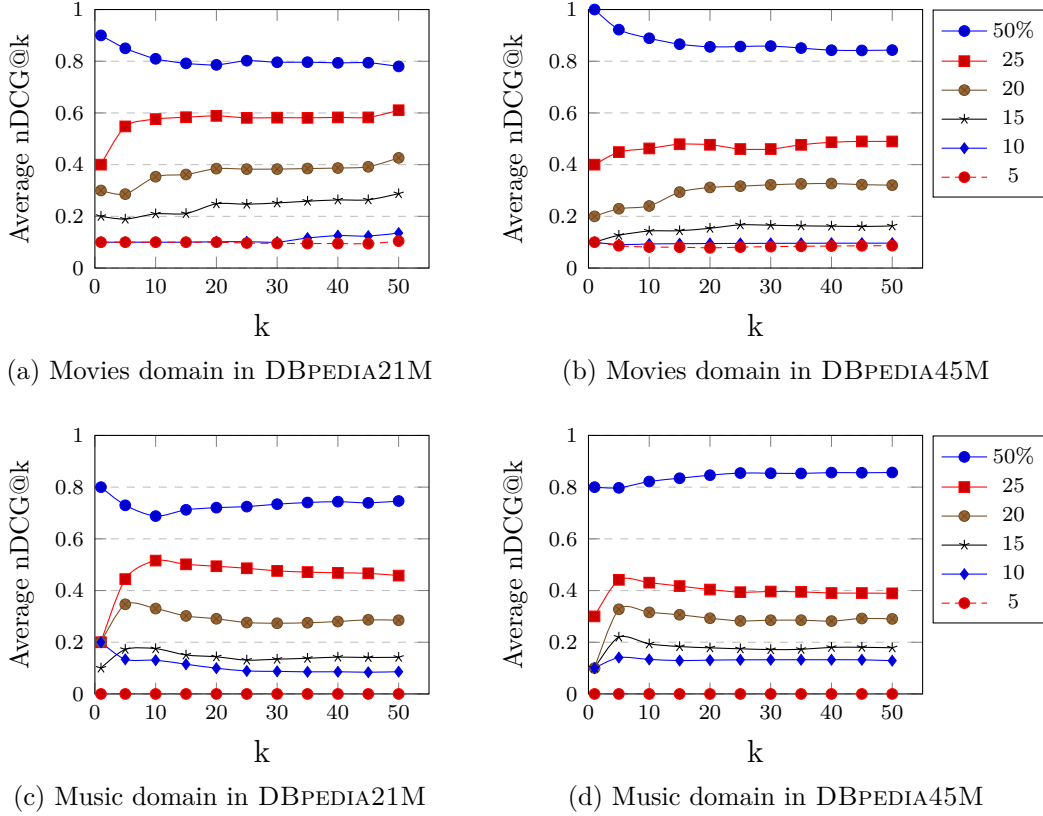 1
0.8
0.6
0.4
0.2
0
0 10 20 30 40 50
Average nDCG@k
k
(a) Movies domain in DBPEDIA21M
1
0.8
0.6
0.4
0.2
0
0 10 20 30 40 50
Average nDCG@k
k
(b) Movies domain in DBPEDIA45M
50%
25
20
15
10
5
1
0.8
0.6
0.4
0.2
0
0 10 20 30 40 50
Average nDCG@k
k
(c) Music domain in DBPEDIA21M
1
0.8
0.6
0.4
0.2
0
0 10 20 30 40 50
Average nDCG@k
k
(d) Music domain in DBPEDIA45M
50%
25
20
15
10
5